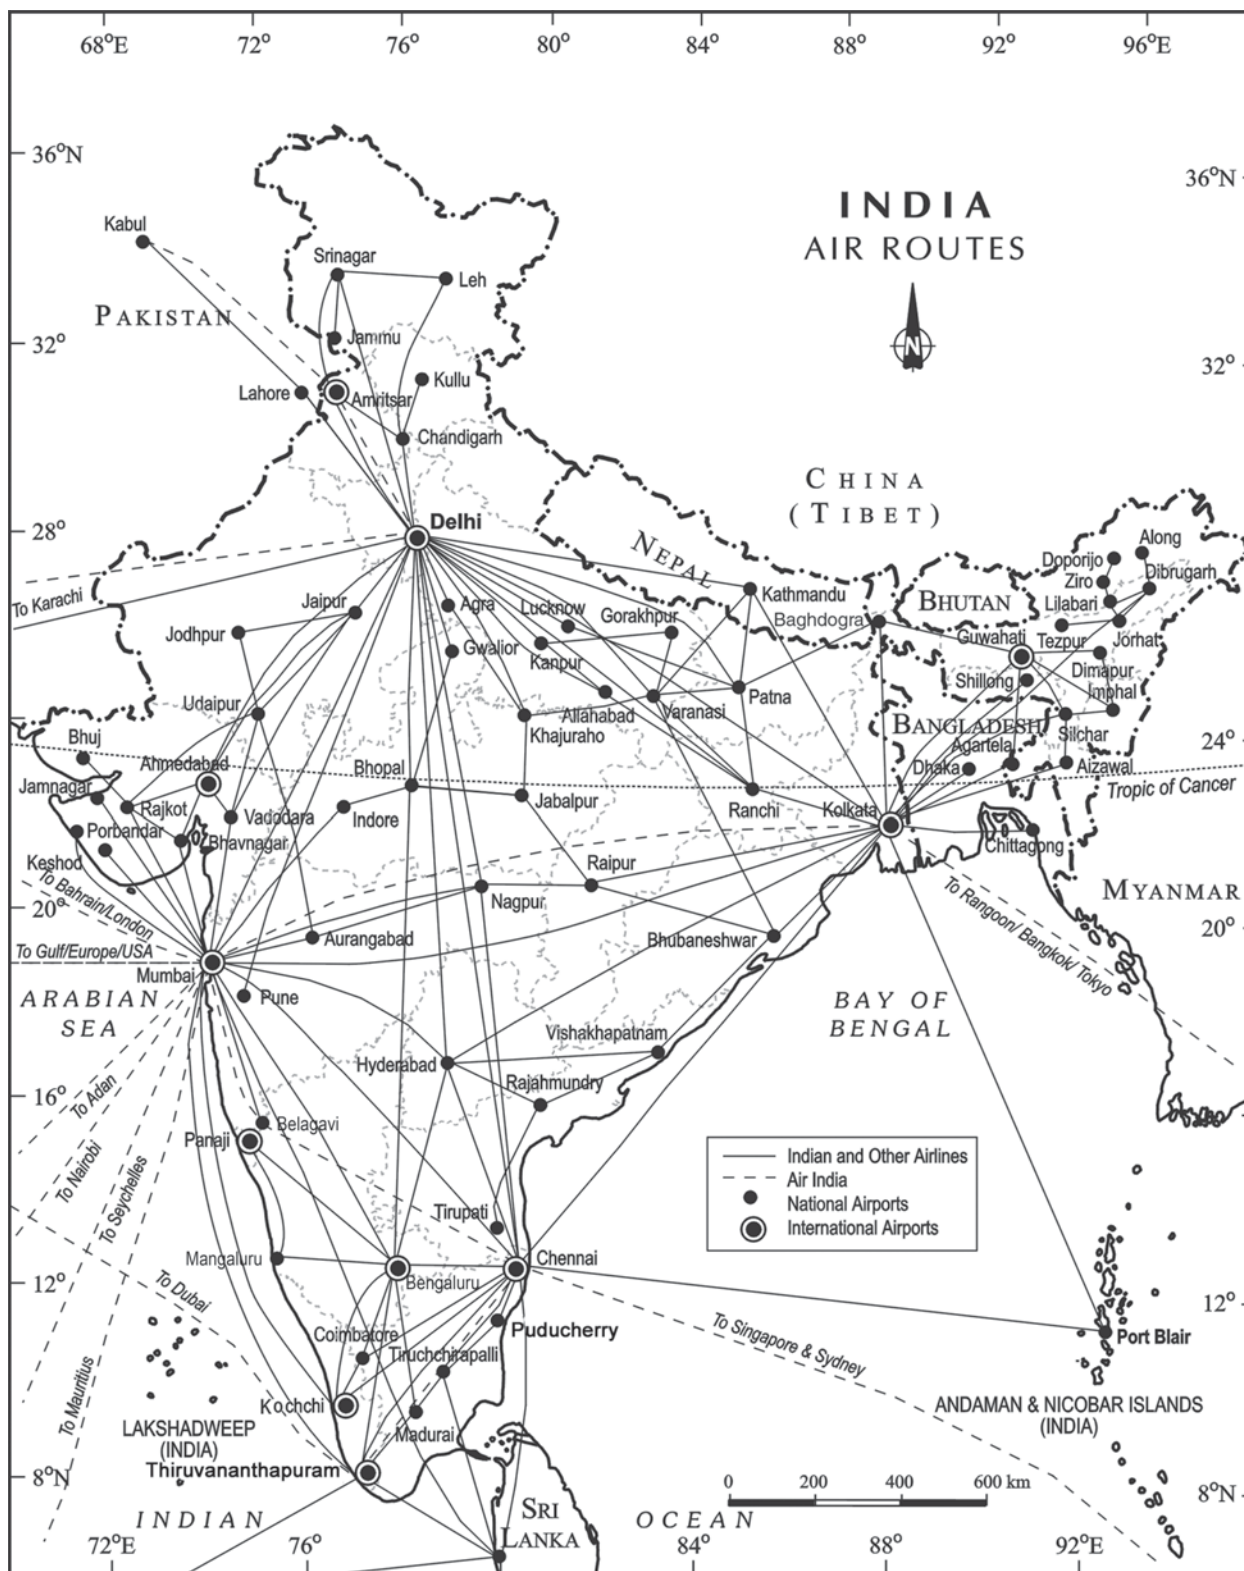 68°E
72°
76°
80°
84°
88°
92°
96°E
36°N
36°N
INDIA
AIR ROUTES
N
Kabul
Srinagar
Leh
PAKISTAN
Jammu
32°
32°
Kullu
Lahore
Amritsar
Chandigarh
CHINA
(TIBET)
Delhi
28°
28°
NEPAL
Along
Doporijo
Ziro
Dibrugarh
To Karachi
Lilabari
Kathmandu
BHUTAN
Jaipur
Agra
Lucknow
Gorakhpur
Baghdogra
Guwahati
Tezpur
Jorhat
Jodhpur
Gwalior
Kanpur
Dimapur
Shillong
Imphal
Udaipur
Allahabad
Varanasi
Patna
BANGLADESH
Khajuraho
Silchar
Bhuj
Agartela
24°
Ahmedabad
Bhopal
Dhaka
Aizawal
Jamnagar
Tropic of Cancer
Rajkot
Vadodara
Indore
Jabalpur
Ranchi
Kolkata
Porbandar
Bhavnagar
Chittagong
Keshod
Raipur
To Bahrain/London
Nagpur
To Rangoon/ Bangkok/ Tokyo
MYANMAR
20°
20°
Aurangabad
Bhubaneshwar
To Gulf/Europe/USA
Mumbai
Pune
ARABIAN
SEA
BAY OF
BENGAL
Vishakhapatnam
Hyderabad
Rajahmundry
To Adan
16°
Belagavi
Panaji
To Nairobi
Indian and Other Airlines
Air India
National Airports
International Airports
To Seychelles
Tirupati
Mangaluru
Chennai
Bengaluru
12°
12°
To Dubai
Coimbatore
Puducherry
To Singapore & Sydney
Port Blair
Tiruchchirapalli
To Mauritius
Kochchi
ANDAMAN & NICOBAR ISLANDS
(INDIA)
LAKSHADWEEP
(INDIA)
Madurai
Thiruvananthapuram
8°N
8°N
0 200 400 600 km
INDIAN
OCEAN
SRI
LANKA
72°E
76°
84°
88°
92°E